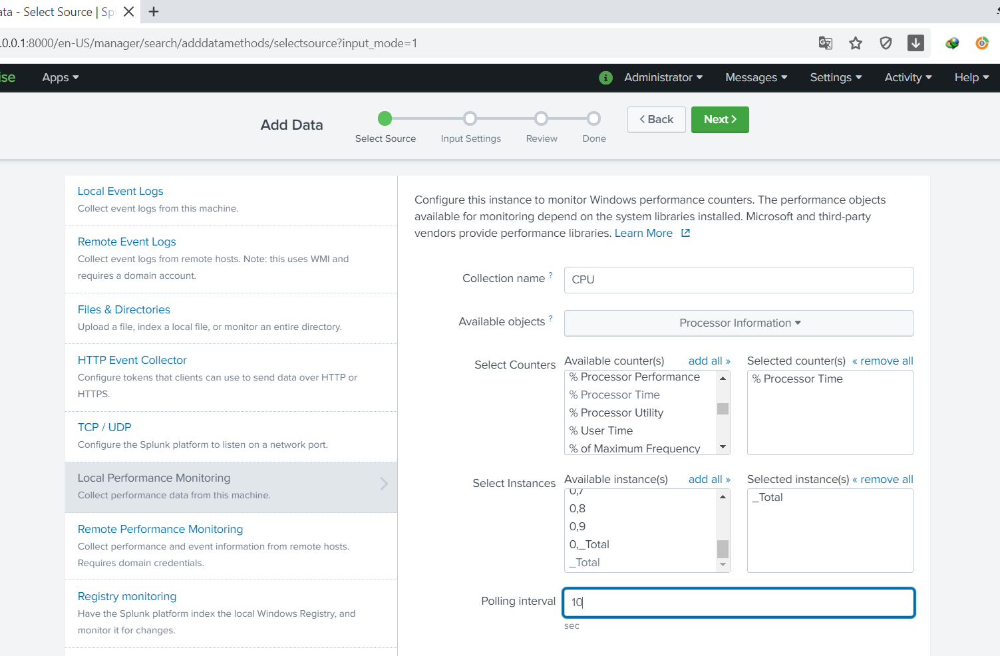 ata - Select Source | Sp
.0.0.1:8000/en-US/manager/search/adddatamethods/selectsource?input_mode=1
ise Apps Administrator Messages Settings Activity Help
Add Data
Select Source Input Settings Review Done
< Back
Next >
Local Event Logs
Collect event logs from this machine.
Remote Event Logs
Collect event logs from remote hosts. Note: this uses WMI and
requires a domain account.
Files & Directories
Upload a file, index a local file, or monitor an entire directory.
HTTP Event Collector
Configure tokens that clients can use to send data over HTTP or
HTTPS.
TCP / UDP
Configure the Splunk platform to listen on a network port.
Local Performance Monitoring
Collect performance data from this machine.
Remote Performance Monitoring
Collect performance and event information from remote hosts.
Requires domain credentials.
Registry monitoring
Have the Splunk platform index the local Windows Registry, and
monitor it for changes.
Configure this instance to monitor Windows performance counters. The performance objects
available for monitoring depend on the system libraries installed. Microsoft and third-party
vendors provide performance libraries. Learn More
Collection name ? CPU
Available objects ? Processor Information
Select Counters Available counter(s) add all » Selected counter(s) « remove all
% Processor Performance
% Processor Time
% Processor Utility
% User Time
% of Maximum Frequency
% Processor Time
Select Instances Available instance(s) add all » Selected instance(s) « remove all
0,7
0,8
0,9
0,_Total
_Total
_Total
Polling interval 10
sec